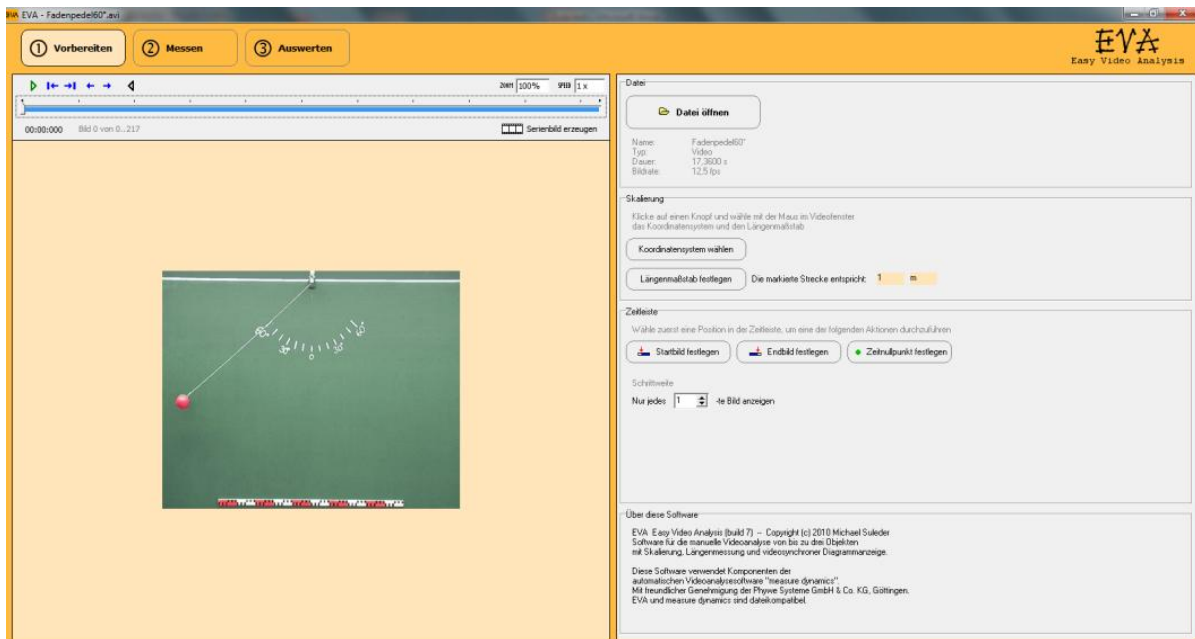 EVA - Fadenpedel60°.avi
1 Vorbereiten
2 Messen
3 Auswerten
EVA
Easy Video Analysis
ZOOM 100% SPEED 1 x
00:00:000 Bild 0 von 0...217
Serienbild erzeugen
60°
30°
0
30°
60°
Datei
Datei öffnen
Name: Fadenpedel60°
Typ: Video
Dauer: 17,3600 s
Bildrate: 12,5 fps
Skalierung
Klicke auf einen Knopf und wähle mit der Maus im Videofenster
das Koordinatensystem und den Längenmaßstab
Koordinatensystem wählen
Längenmaßstab festlegen Die markierte Strecke entspricht: 1 m
Zeitleiste
Wähle zuerst eine Position in der Zeitleiste, um eine der folgenden Aktionen durchzuführen
Startbild festlegen
Endbild festlegen
Zeitnullpunkt festlegen
Schrittweite
Nur jedes 1 -te Bild anzeigen
Über diese Software
EVA Easy Video Analysis (build 7) -- Copyright (c) 2010 Michael Suleder
Software für die manuelle Videoanalyse von bis zu drei Objekten
mit Skalierung, Längenmessung und videosynchroner Diagrammanzeige.
Diese Software verwendet Komponenten der
automatischen Videoanalysesoftware "measure dynamics".
Mit freundlicher Genehmigung der Phywe Systeme GmbH & Co. KG, Göttingen.
EVA und measure dynamics sind dateikompatibel.